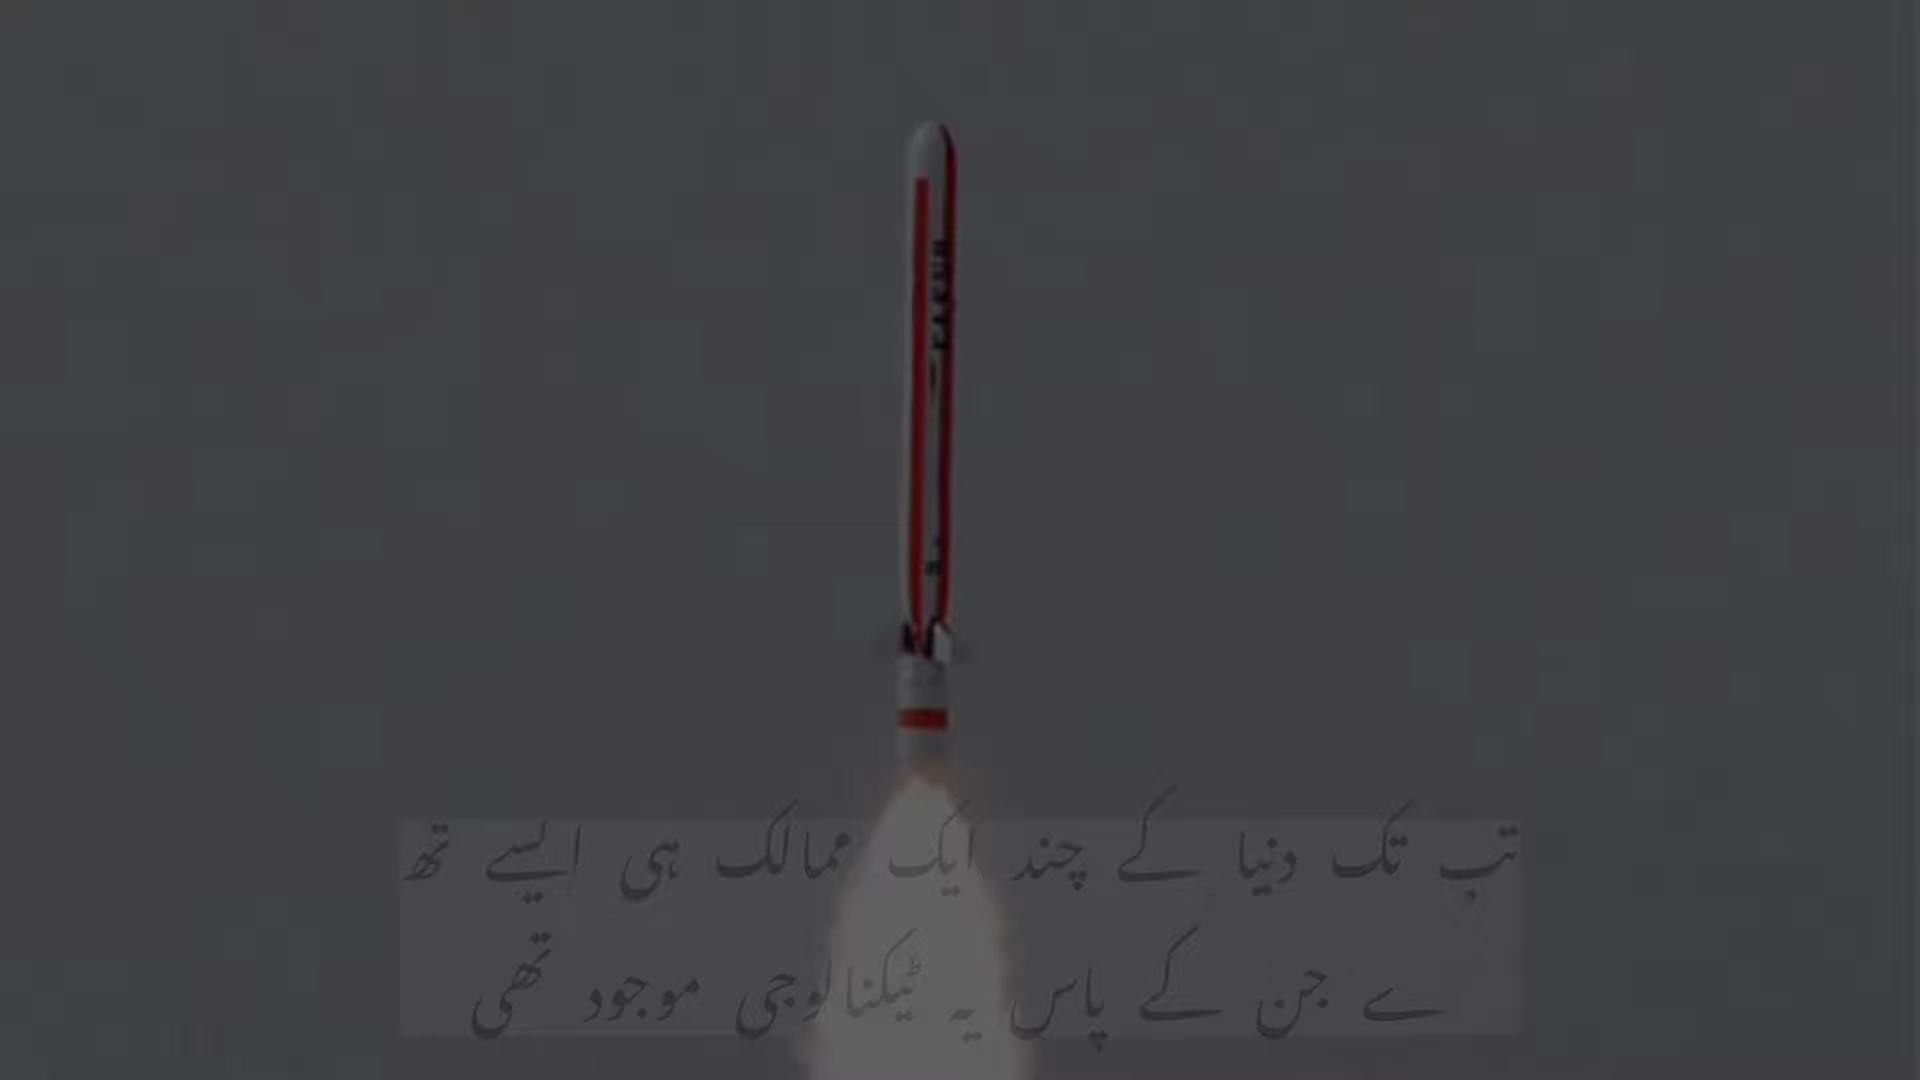 تب تک دنیا کے چند ایک ممالک ہی ایسے تھ
ے جن کے پاس یہ ٹیکنالوجی موجود تھی